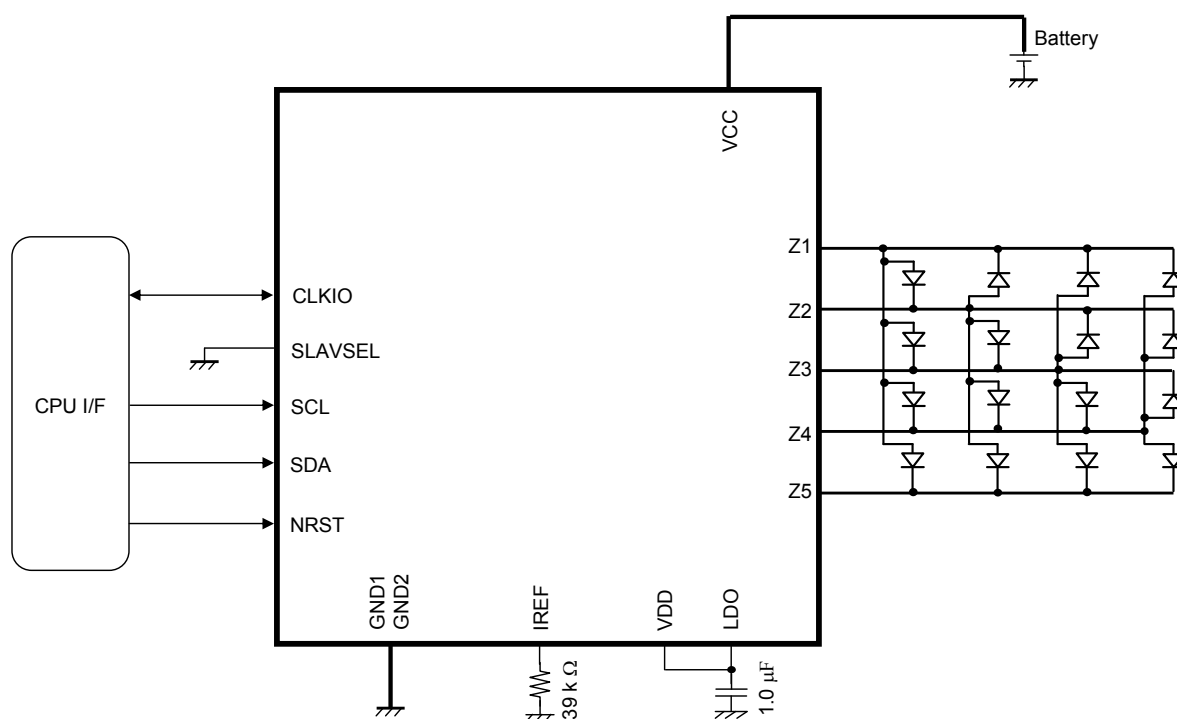 Battery
VCC
Z1
CLKIO
Z2
SLAVSEL
Z3
CPU I/F
SCL
Z4
SDA
Z5
NRST
GND1
GND2
IREF
VDD
LDO
39 k Ω
1.0 µF